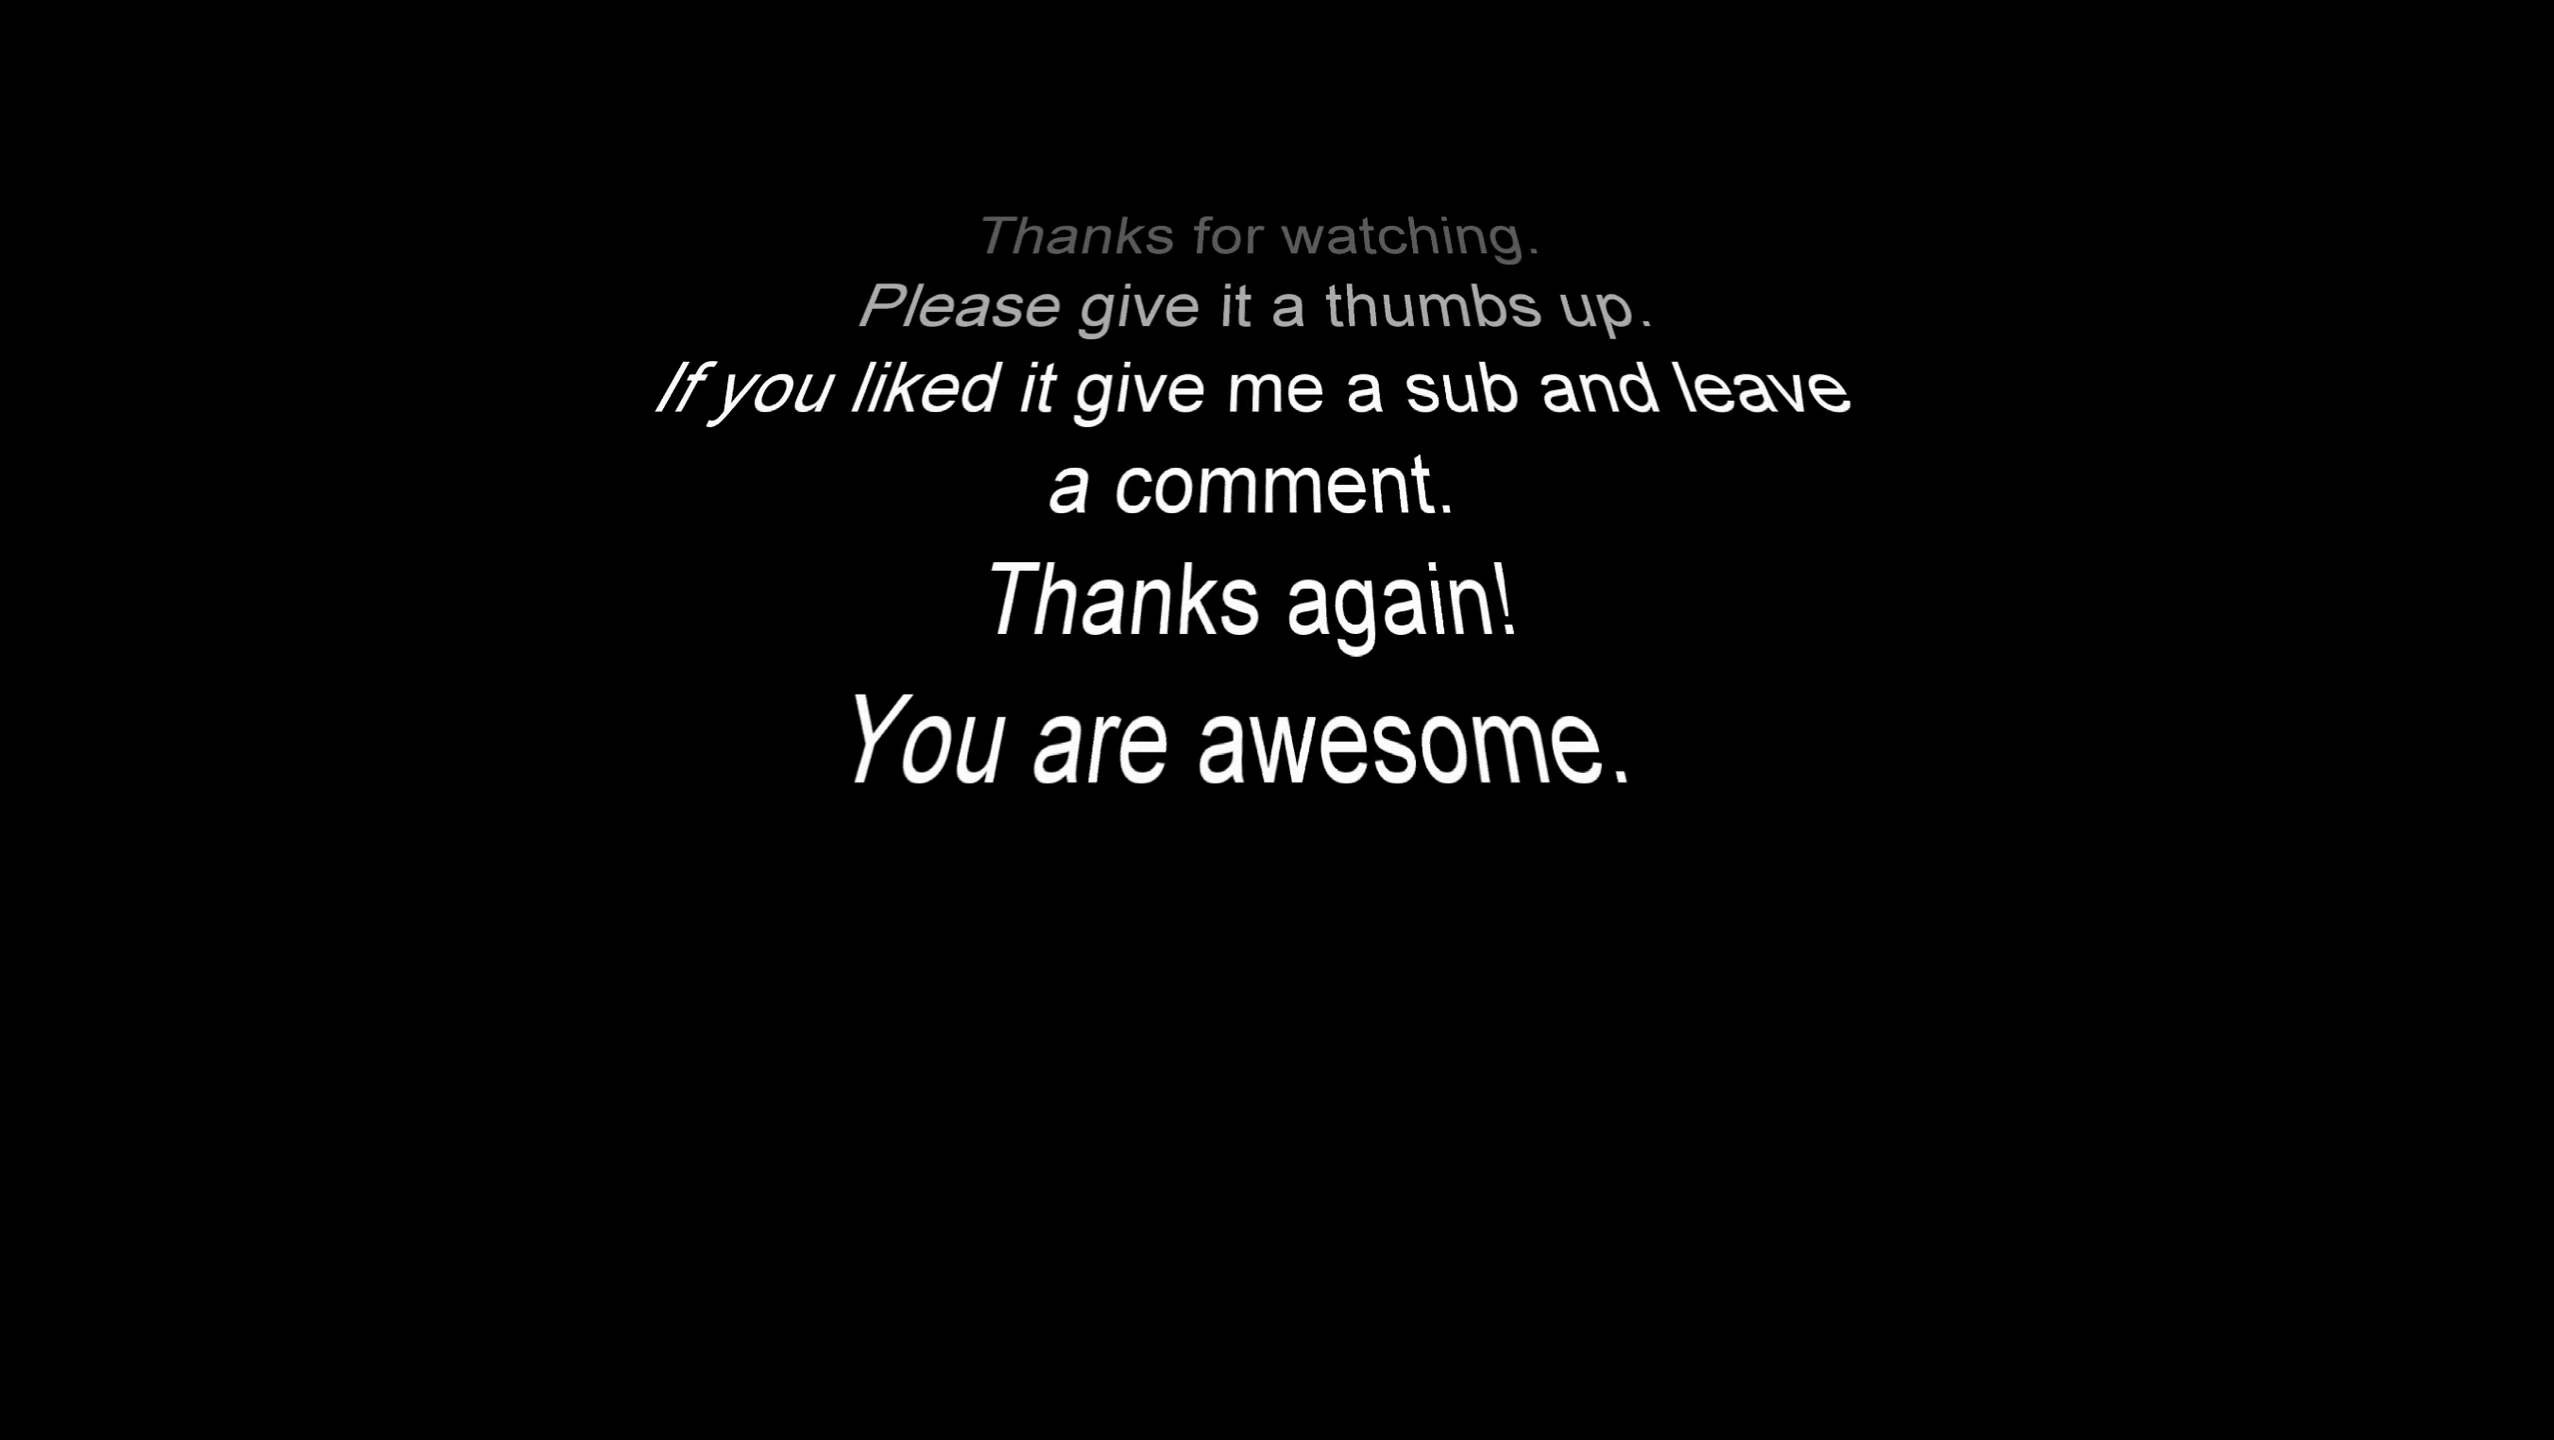 Thanks for watching.
Please give it a thumbs up.
If you liked it give me a sub and leave
a comment.
Thanks again!
You are awesome.